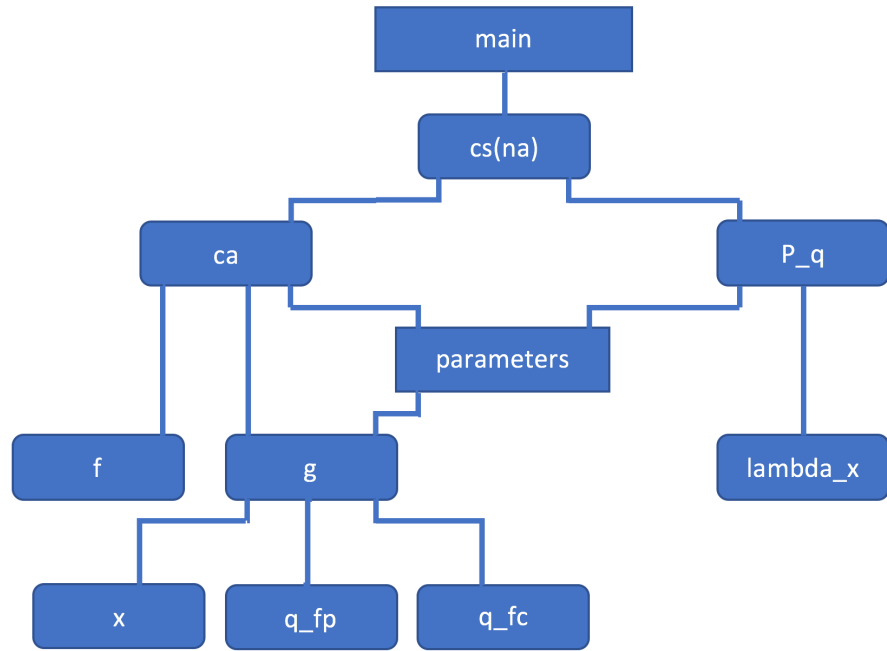 main
cs(na)
ca
P_q
parameters
f
g
lambda_x
x
q_fp
q_fc